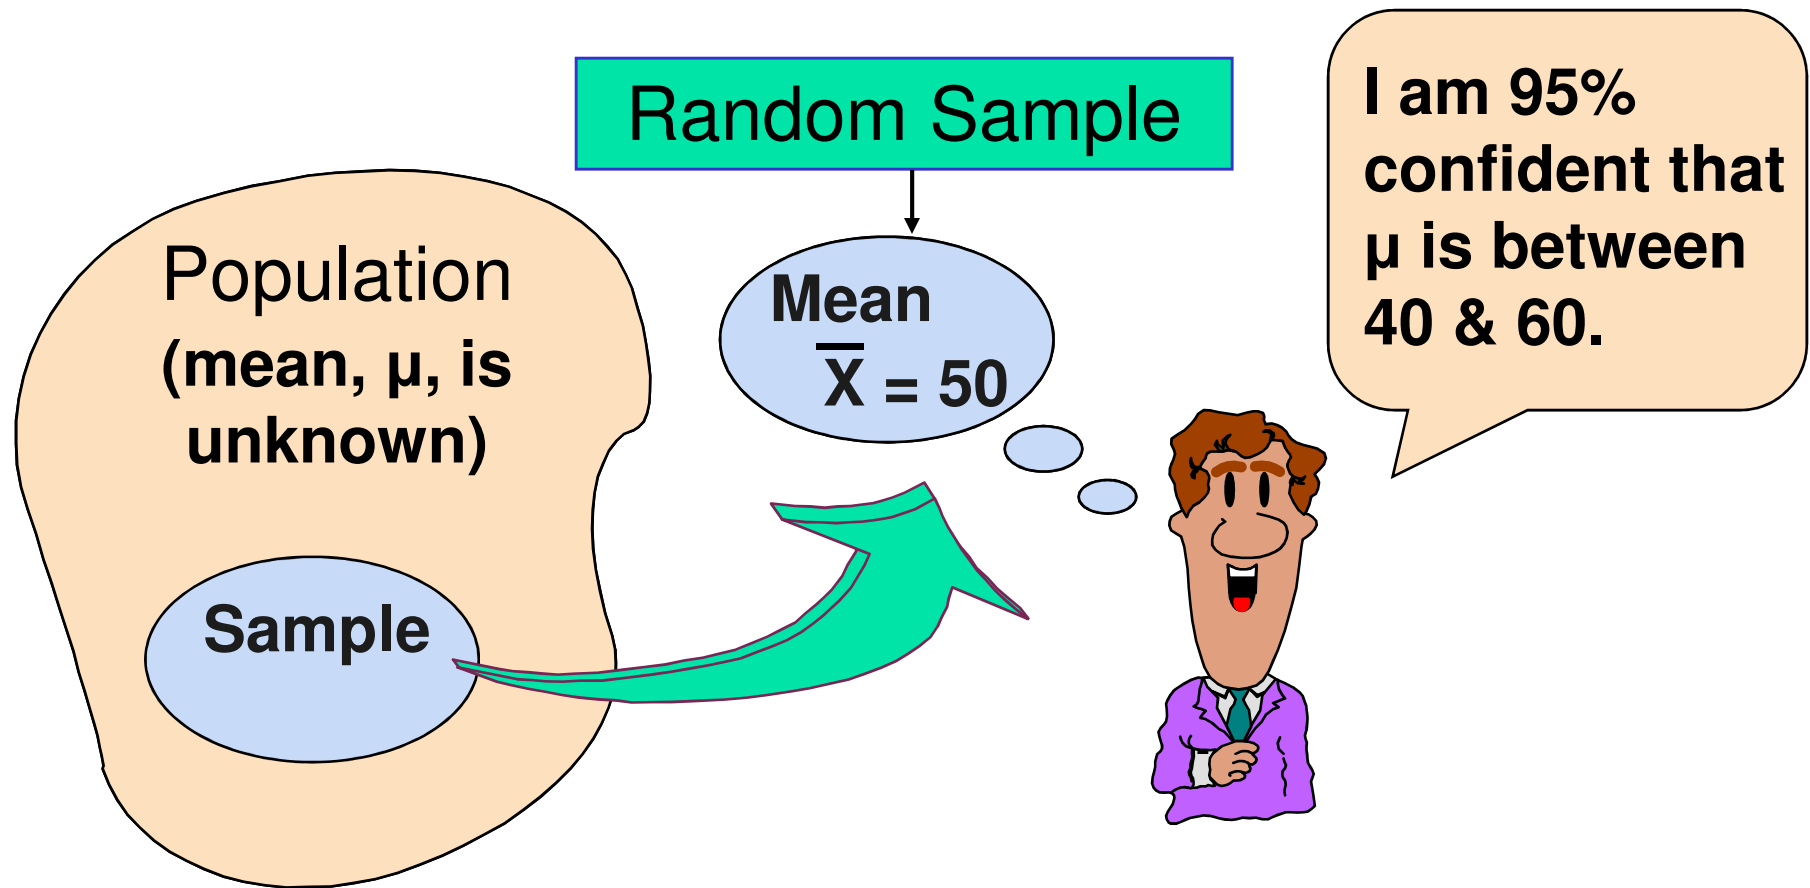 Random Sample
Population
(mean, μ, is
unknown)
Sample
Mean
X̅ = 50
I am 95%
confident that
μ is between
40 & 60.